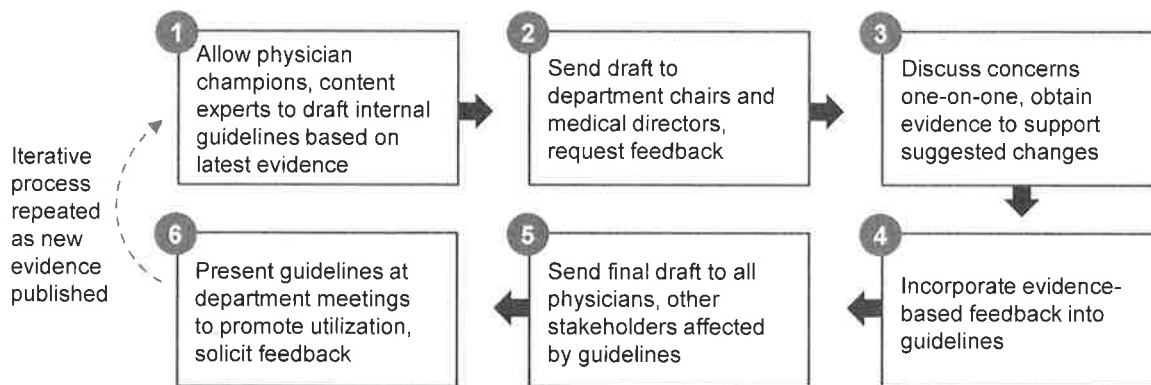 1
Allow physician
champions, content
experts to draft internal
guidelines based on
latest evidence
2
Send draft to
department chairs and
medical directors,
request feedback
3
Discuss concerns
one-on-one, obtain
evidence to support
suggested changes
4
Incorporate evidence-
based feedback into
guidelines
5
Send final draft to all
physicians, other
stakeholders affected
by guidelines
6
Present guidelines at
department meetings
to promote utilization,
solicit feedback
Iterative
process
repeated
as new
evidence
published